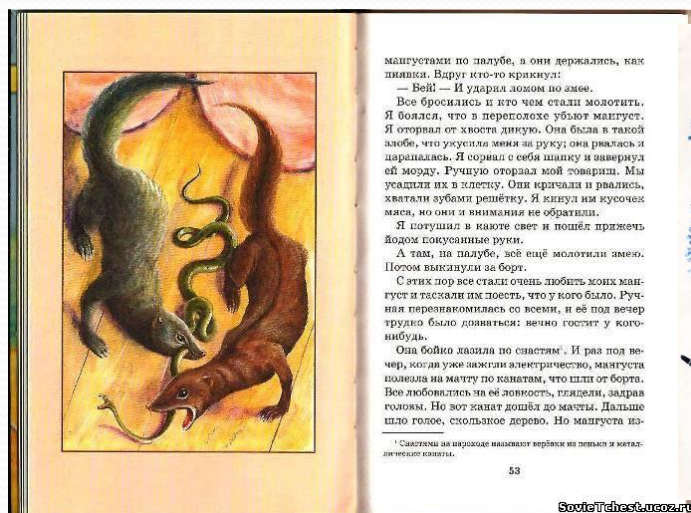 мангустами по палубе, а они держались, как
пиявки. Вдруг кто-то крикнул:
— Бей! — И ударил ломом по змее.
Все бросились и кто чем стали молотить.
Я боялся, что в переполохе убьют мангуст.
Я оторвал от хвоста дикую. Она была в такой
злобе, что укусила меня за руку; она рвалась и
царапалась. Я сорвал с себя шапку и завернул
ей морду. Ручную оторвал мой товарищ. Мы
усадили их в клетку. Они кричали и рвались,
хватали зубами решётку. Я кинул им кусочек
мяса, но они и внимания не обратили.
Я потушил в каюте свет и пошёл прижечь
йодом покусанные руки.
А там, на палубе, всё ещё молотили змею.
Потом выкинули за борт.
С этих пор все стали очень любить моих ман-
густ и таскали им поесть, что у кого было. Руч-
ная перезнакомилась со всеми, и её под вечер
трудно было дозваться: вечно гостит у кого-
нибудь.
Она бойко лазила по снастям¹. И раз под ве-
чер, когда уже зажгли электричество, мангуста
полезла на мачту по канатам, что шли от борта.
Все любовались на её ловкость, глядели, задрав
головы. Но вот канат дошёл до мачты. Дальше
шло голое, скользкое дерево. Но мангуста из-
¹ Снастями на пароходе называют верёвки из пеньки и метал-
лические канаты.
53
SovieTchest.ucoz.ru